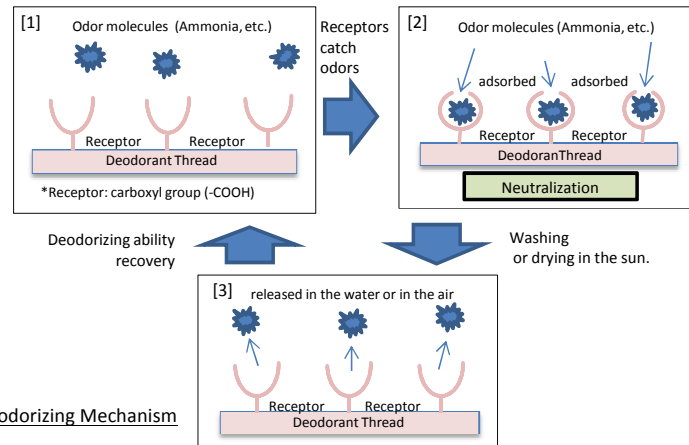 [1]
Odor molecules (Ammonia, etc.)
Receptor Receptor
Deodorant Thread
*Receptor: carboxyl group (-COOH)
Receptors
catch
odors
[2]
Odor molecules (Ammonia, etc.)
adsorbed adsorbed
Receptor Receptor
DeodoranThread
Neutralization
Washing
or drying in the sun.
[3] released in the water or in the air
Receptor Receptor
Deodorant Thread
Deodorizing ability
recovery
odorizing Mechanism